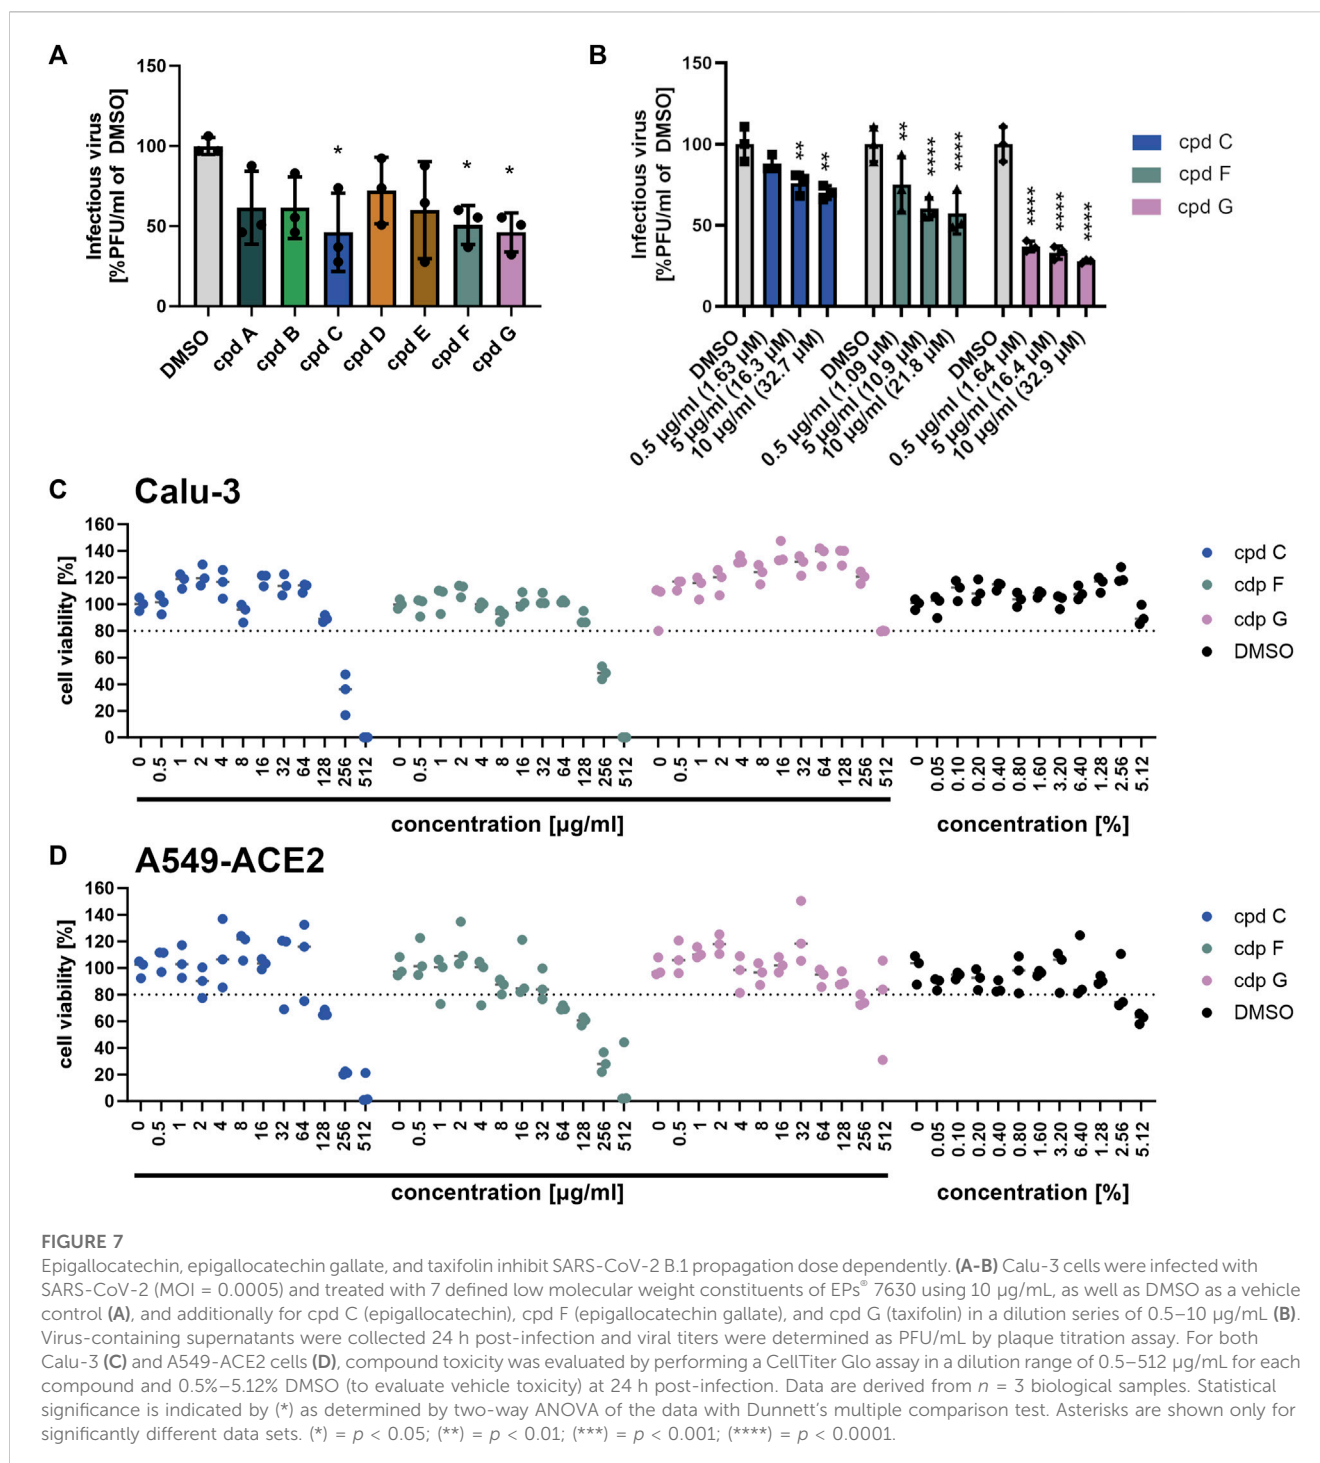 A
150
100
50
0
Infectious virus
[%PFU/ml of DMSO]
*
*
*
DMSO
cpd A
cpd B
cpd C
cpd D
cpd E
cpd F
cpd G
B
150
100
50
0
Infectious virus
[%PFU/ml of DMSO]
**
**
**
****
****
****
****
****
DMSO
0.5 µg/ml (1.63 µM)
5 µg/ml (16.3 µM)
10 µg/ml (32.7 µM)
DMSO
0.5 µg/ml (1.09 µM)
5 µg/ml (10.9 µM)
10 µg/ml (21.8 µM)
DMSO
0.5 µg/ml (1.64 µM)
5 µg/ml (16.4 µM)
10 µg/ml (32.9 µM)
cpd C
cpd F
cpd G
C
Calu-3
160
140
120
100
80
60
40
20
0
cell viability [%]
0 0.5 1 2 4 8 16 32 64 128 256 512
0 0.5 1 2 4 8 16 32 64 128 256 512
0 0.5 1 2 4 8 16 32 64 128 256 512
0 0.05 0.10 0.20 0.40 0.80 1.60 3.20 6.40 1.28 2.56 5.12
concentration [µg/ml]
concentration [%]
cpd C
cdp F
cdp G
DMSO
D
A549-ACE2
160
140
120
100
80
60
40
20
0
cell viability [%]
0 0.5 1 2 4 8 16 32 64 128 256 512
0 0.5 1 2 4 8 16 32 64 128 256 512
0 0.5 1 2 4 8 16 32 64 128 256 512
0 0.05 0.10 0.20 0.40 0.80 1.60 3.20 6.40 1.28 2.56 5.12
concentration [µg/ml]
concentration [%]
cpd C
cdp F
cdp G
DMSO
FIGURE 7
Epigallocatechin, epigallocatechin gallate, and taxifolin inhibit SARS-CoV-2 B.1 propagation dose dependently. (A-B) Calu-3 cells were infected with
SARS-CoV-2 (MOI = 0.0005) and treated with 7 defined low molecular weight constituents of EPs® 7630 using 10 µg/mL, as well as DMSO as a vehicle
control (A), and additionally for cpd C (epigallocatechin), cpd F (epigallocatechin gallate), and cpd G (taxifolin) in a dilution series of 0.5–10 µg/mL (B).
Virus-containing supernatants were collected 24 h post-infection and viral titers were determined as PFU/mL by plaque titration assay. For both
Calu-3 (C) and A549-ACE2 cells (D), compound toxicity was evaluated by performing a CellTiter Glo assay in a dilution range of 0.5–512 µg/mL for each
compound and 0.5%–5.12% DMSO (to evaluate vehicle toxicity) at 24 h post-infection. Data are derived from n = 3 biological samples. Statistical
significance is indicated by (*) as determined by two-way ANOVA of the data with Dunnett's multiple comparison test. Asterisks are shown only for
significantly different data sets. (*) = p < 0.05; (**) = p < 0.01; (***) = p < 0.001; (****) = p < 0.0001.